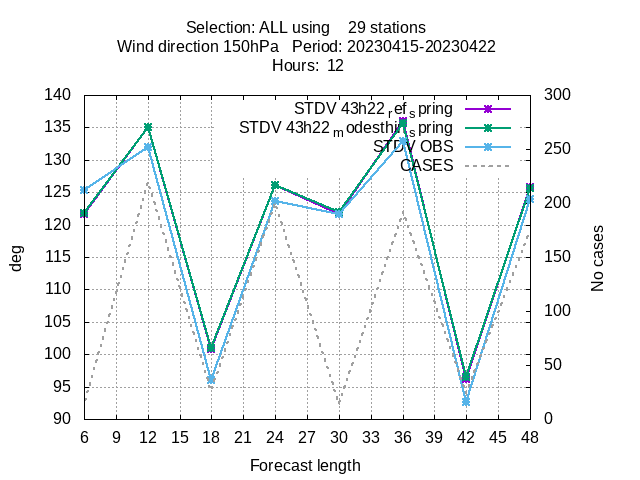 Selection: ALL using 29 stations
Wind direction 150hPa Period: 20230415-20230422
Hours: 12
STDV 43h22 ref spring
STDV 43h22 modesthir spring
STDV OBS
CASES
140
135
130
125
120
115
110
105
100
95
90
300
250
200
150
100
50
0
deg
No cases
6 9 12 15 18 21 24 27 30 33 36 39 42 45 48
Forecast length